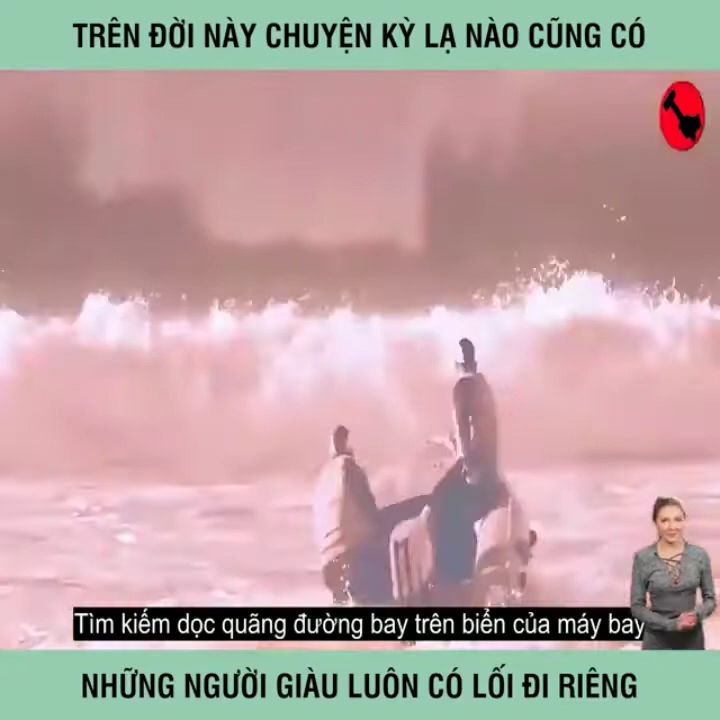 TRÊN ĐỜI NÀY CHUYỆN KỲ LẠ NÀO CŨNG CÓ
Tìm kiếm dọc quãng đường bay trên biển của máy bay
NHỮNG NGƯỜI GIÀU LUÔN CÓ LỐI ĐI RIÊNG